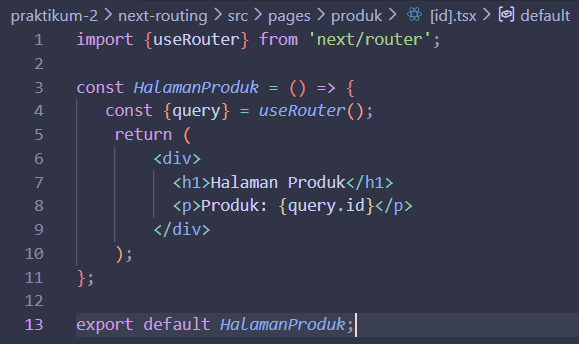 praktikum-2 > next-routing > src > pages > produk > [id].tsx > default
1 import {useRouter} from 'next/router';
2
3 const HalamanProduk = () => {
4 const {query} = useRouter();
5 return (
6 <div>
7 <h1>Halaman Produk</h1>
8 <p>Produk: {query.id}</p>
9 </div>
10 );
11 };
12
13 export default HalamanProduk;